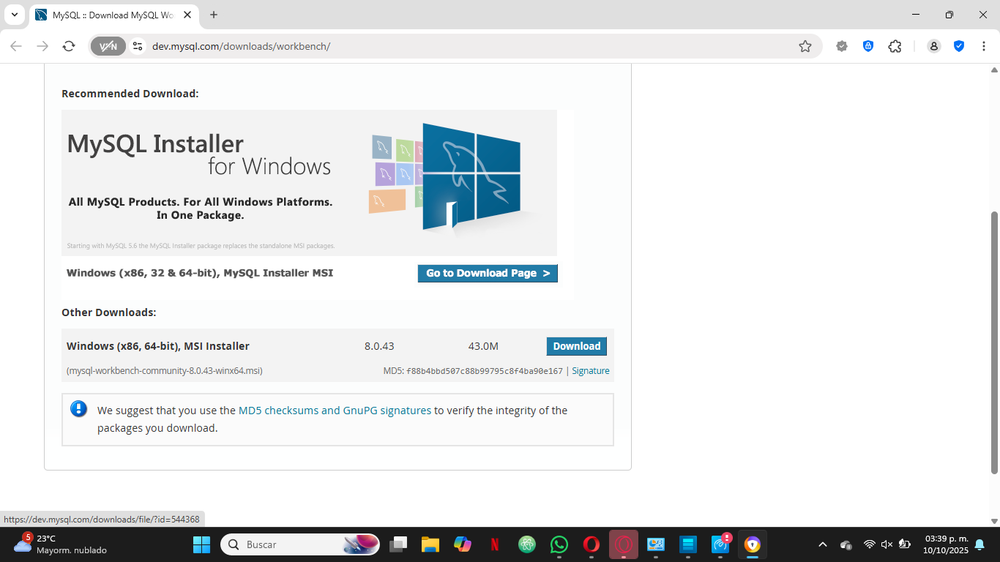 MySQL :: Download MySQL Wo
VPN
dev.mysql.com/downloads/workbench/
Recommended Download:
MySQL Installer
for Windows
All MySQL Products. For All Windows Platforms.
In One Package.
Starting with MySQL 5.6 the MySQL Installer package replaces the standalone MSI packages.
Windows (x86, 32 & 64-bit), MySQL Installer MSI
Go to Download Page >
Other Downloads:
Windows (x86, 64-bit), MSI Installer 8.0.43 43.0M Download
(mysql-workbench-community-8.0.43-winx64.msi) MD5: f88b4bbd507c88b99795c8f4ba90e167 | Signature
We suggest that you use the MD5 checksums and GnuPG signatures to verify the integrity of the
packages you download.
https://dev.mysql.com/downloads/file/?id=544368
5
23°C
Mayorm. nublado
Buscar
N
03:39 p. m.
10/10/2025